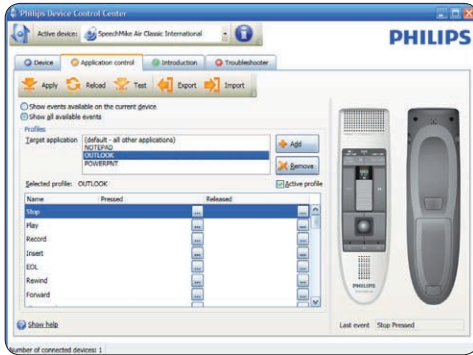 Philips Device Control Center
Active device: SpeechMike Air Classic International
PHILIPS
Device Application control Introduction Troubleshooter
Apply Reload Test Export Import
Show events available on the current device
Show all available events
Profiles
Target application (default - all other applications)
NOTEPAD
OUTLOOK
POWERPNT
Add
Remove
Selected profile: OUTLOOK
Active profile
Name Pressed Released
Stop ... ...
Play ... ...
Record ... ...
Insert ... ...
EOL ... ...
Rewind ... ...
Forward ... ...
PHILIPS
Show help
Last event Stop Pressed
Number of connected devices: 1